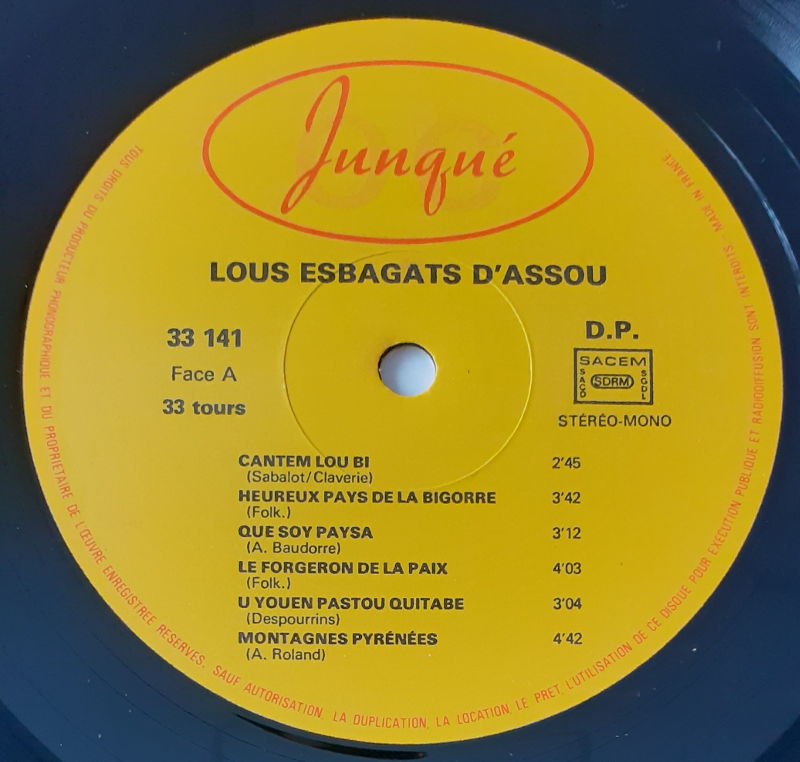 Junqué
LOUS ESBAGATS D'ASSOU
33 141
Face A
33 tours
D.P.
SACEM
SACD
SDRM
SGDL
STÉRÉO-MONO
CANTEM LOU BI 2'45
(Sabalot/Claverie)
HEUREUX PAYS DE LA BIGORRE 3'42
(Folk.)
QUE SOY PAYSA 3'12
(A. Baudorre)
LE FORGERON DE LA PAIX 4'03
(Folk.)
U YOUEN PASTOU QUITABE 3'04
(Despourrins)
MONTAGNES PYRÉNÉES 4'42
(A. Roland)
TOUS DROITS DU PRODUCTEUR PHONOGRAPHIQUE ET DU PROPRIETAIRE DE L'ŒUVRE ENREGISTREE RESERVES. SAUF AUTORISATION, LA DUPLICATION, LA LOCATION LE PRET, L'UTILISATION DE CE DISQUE POUR EXECUTION PUBLIQUE ET RADIODIFFUSION SONT INTERDITS - MADE IN FRANCE.